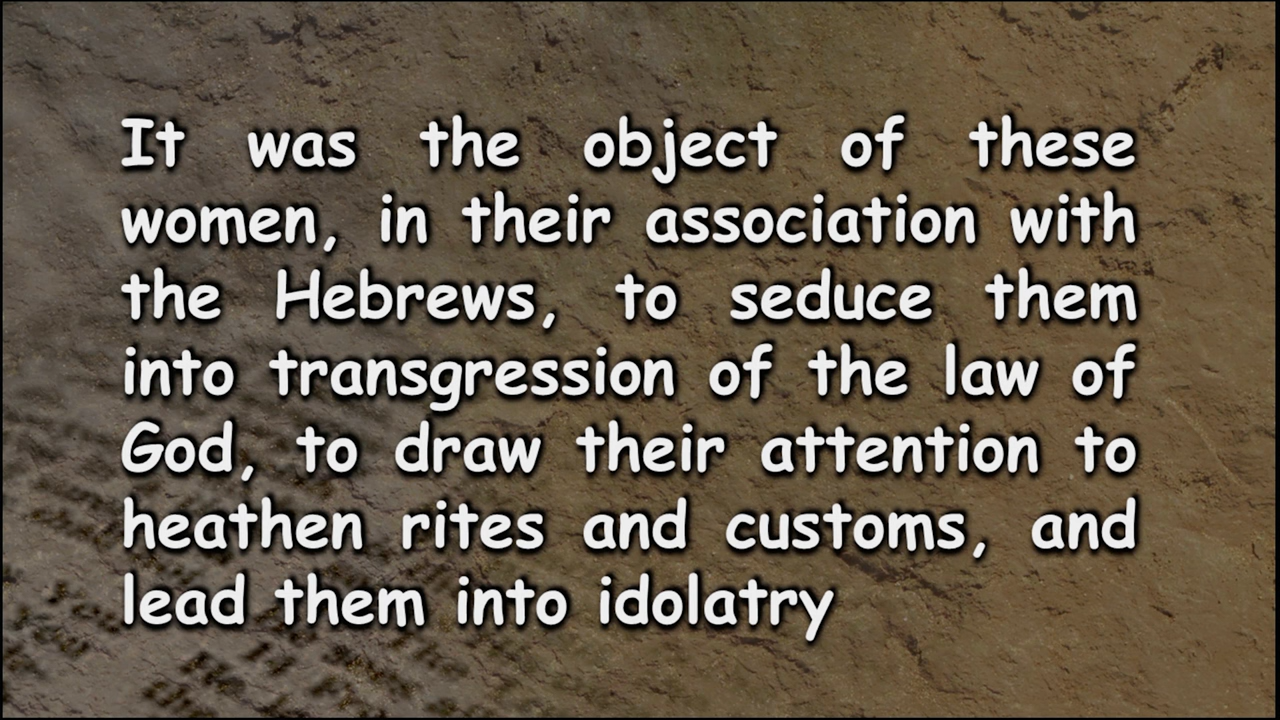 It was the object of these
women, in their association with
the Hebrews, to seduce them
into transgression of the law of
God, to draw their attention to
heathen rites and customs, and
lead them into idolatry